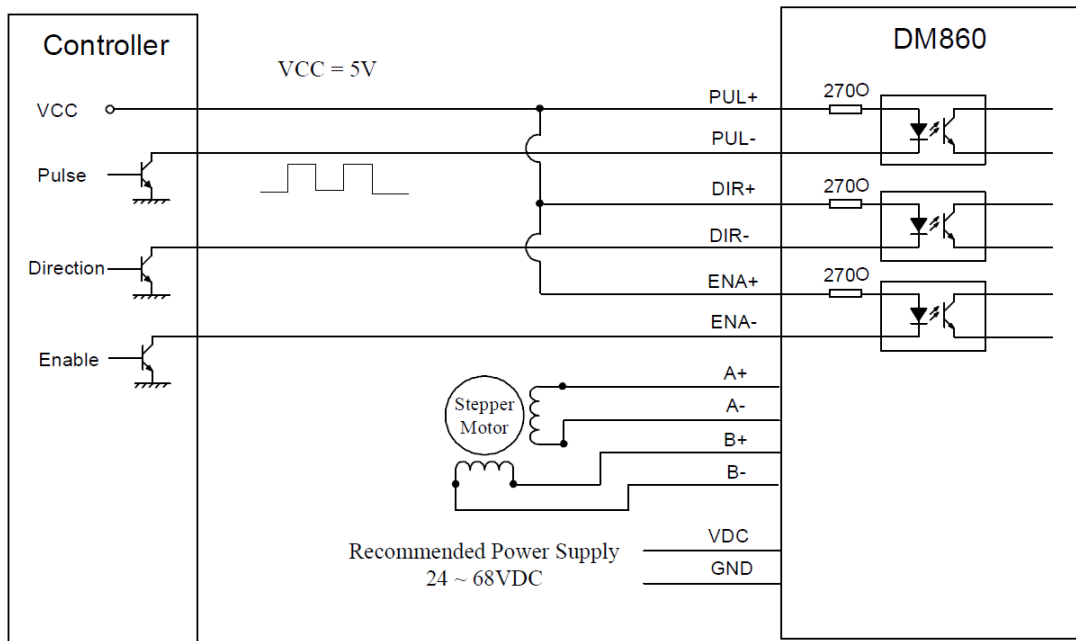 Controller
DM860
VCC = 5V
VCC
PUL+
270O
PUL-
Pulse
DIR+
270O
DIR-
Direction
ENA+
270O
ENA-
Enable
A+
Stepper
Motor
A-
B+
B-
Recommended Power Supply
24 ~ 68VDC
VDC
GND